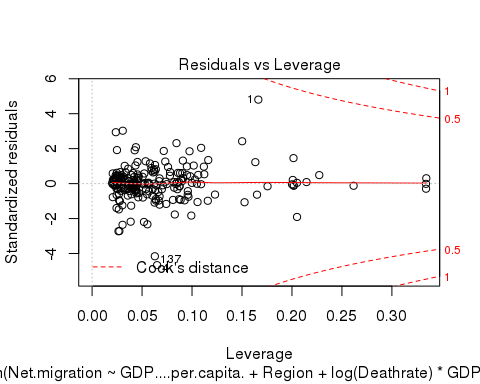 Residuals vs Leverage
Standardized residuals
6
4
2
0
-2
-4
1
1
0.5
0.5
1
137
Cook's distance
0.00 0.05 0.10 0.15 0.20 0.25 0.30
Leverage
(Net.migration ~ GDP....per.capita. + Region + log(Deathrate) * GDP